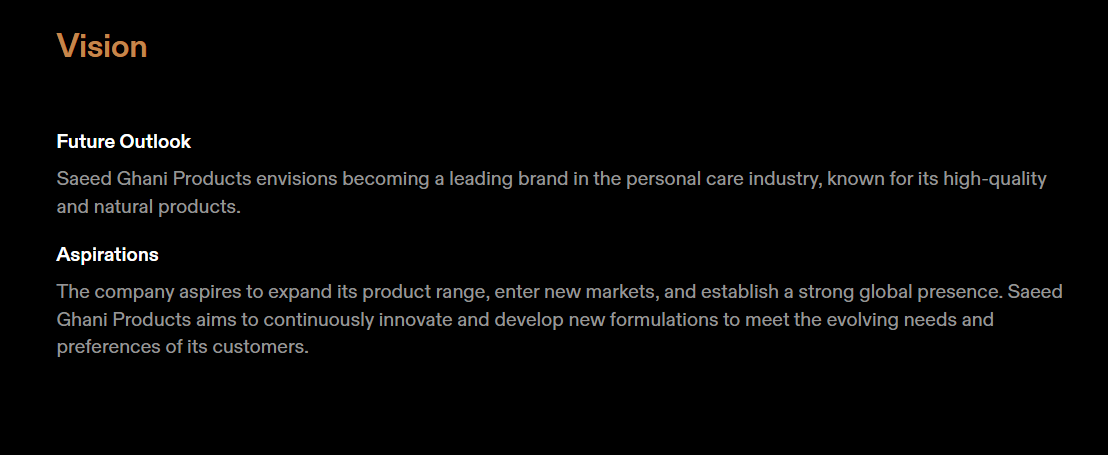 Vision
Future Outlook
Saeed Ghani Products envisions becoming a leading brand in the personal care industry, known for its high-quality
and natural products.
Aspirations
The company aspires to expand its product range, enter new markets, and establish a strong global presence. Saeed
Ghani Products aims to continuously innovate and develop new formulations to meet the evolving needs and
preferences of its customers.